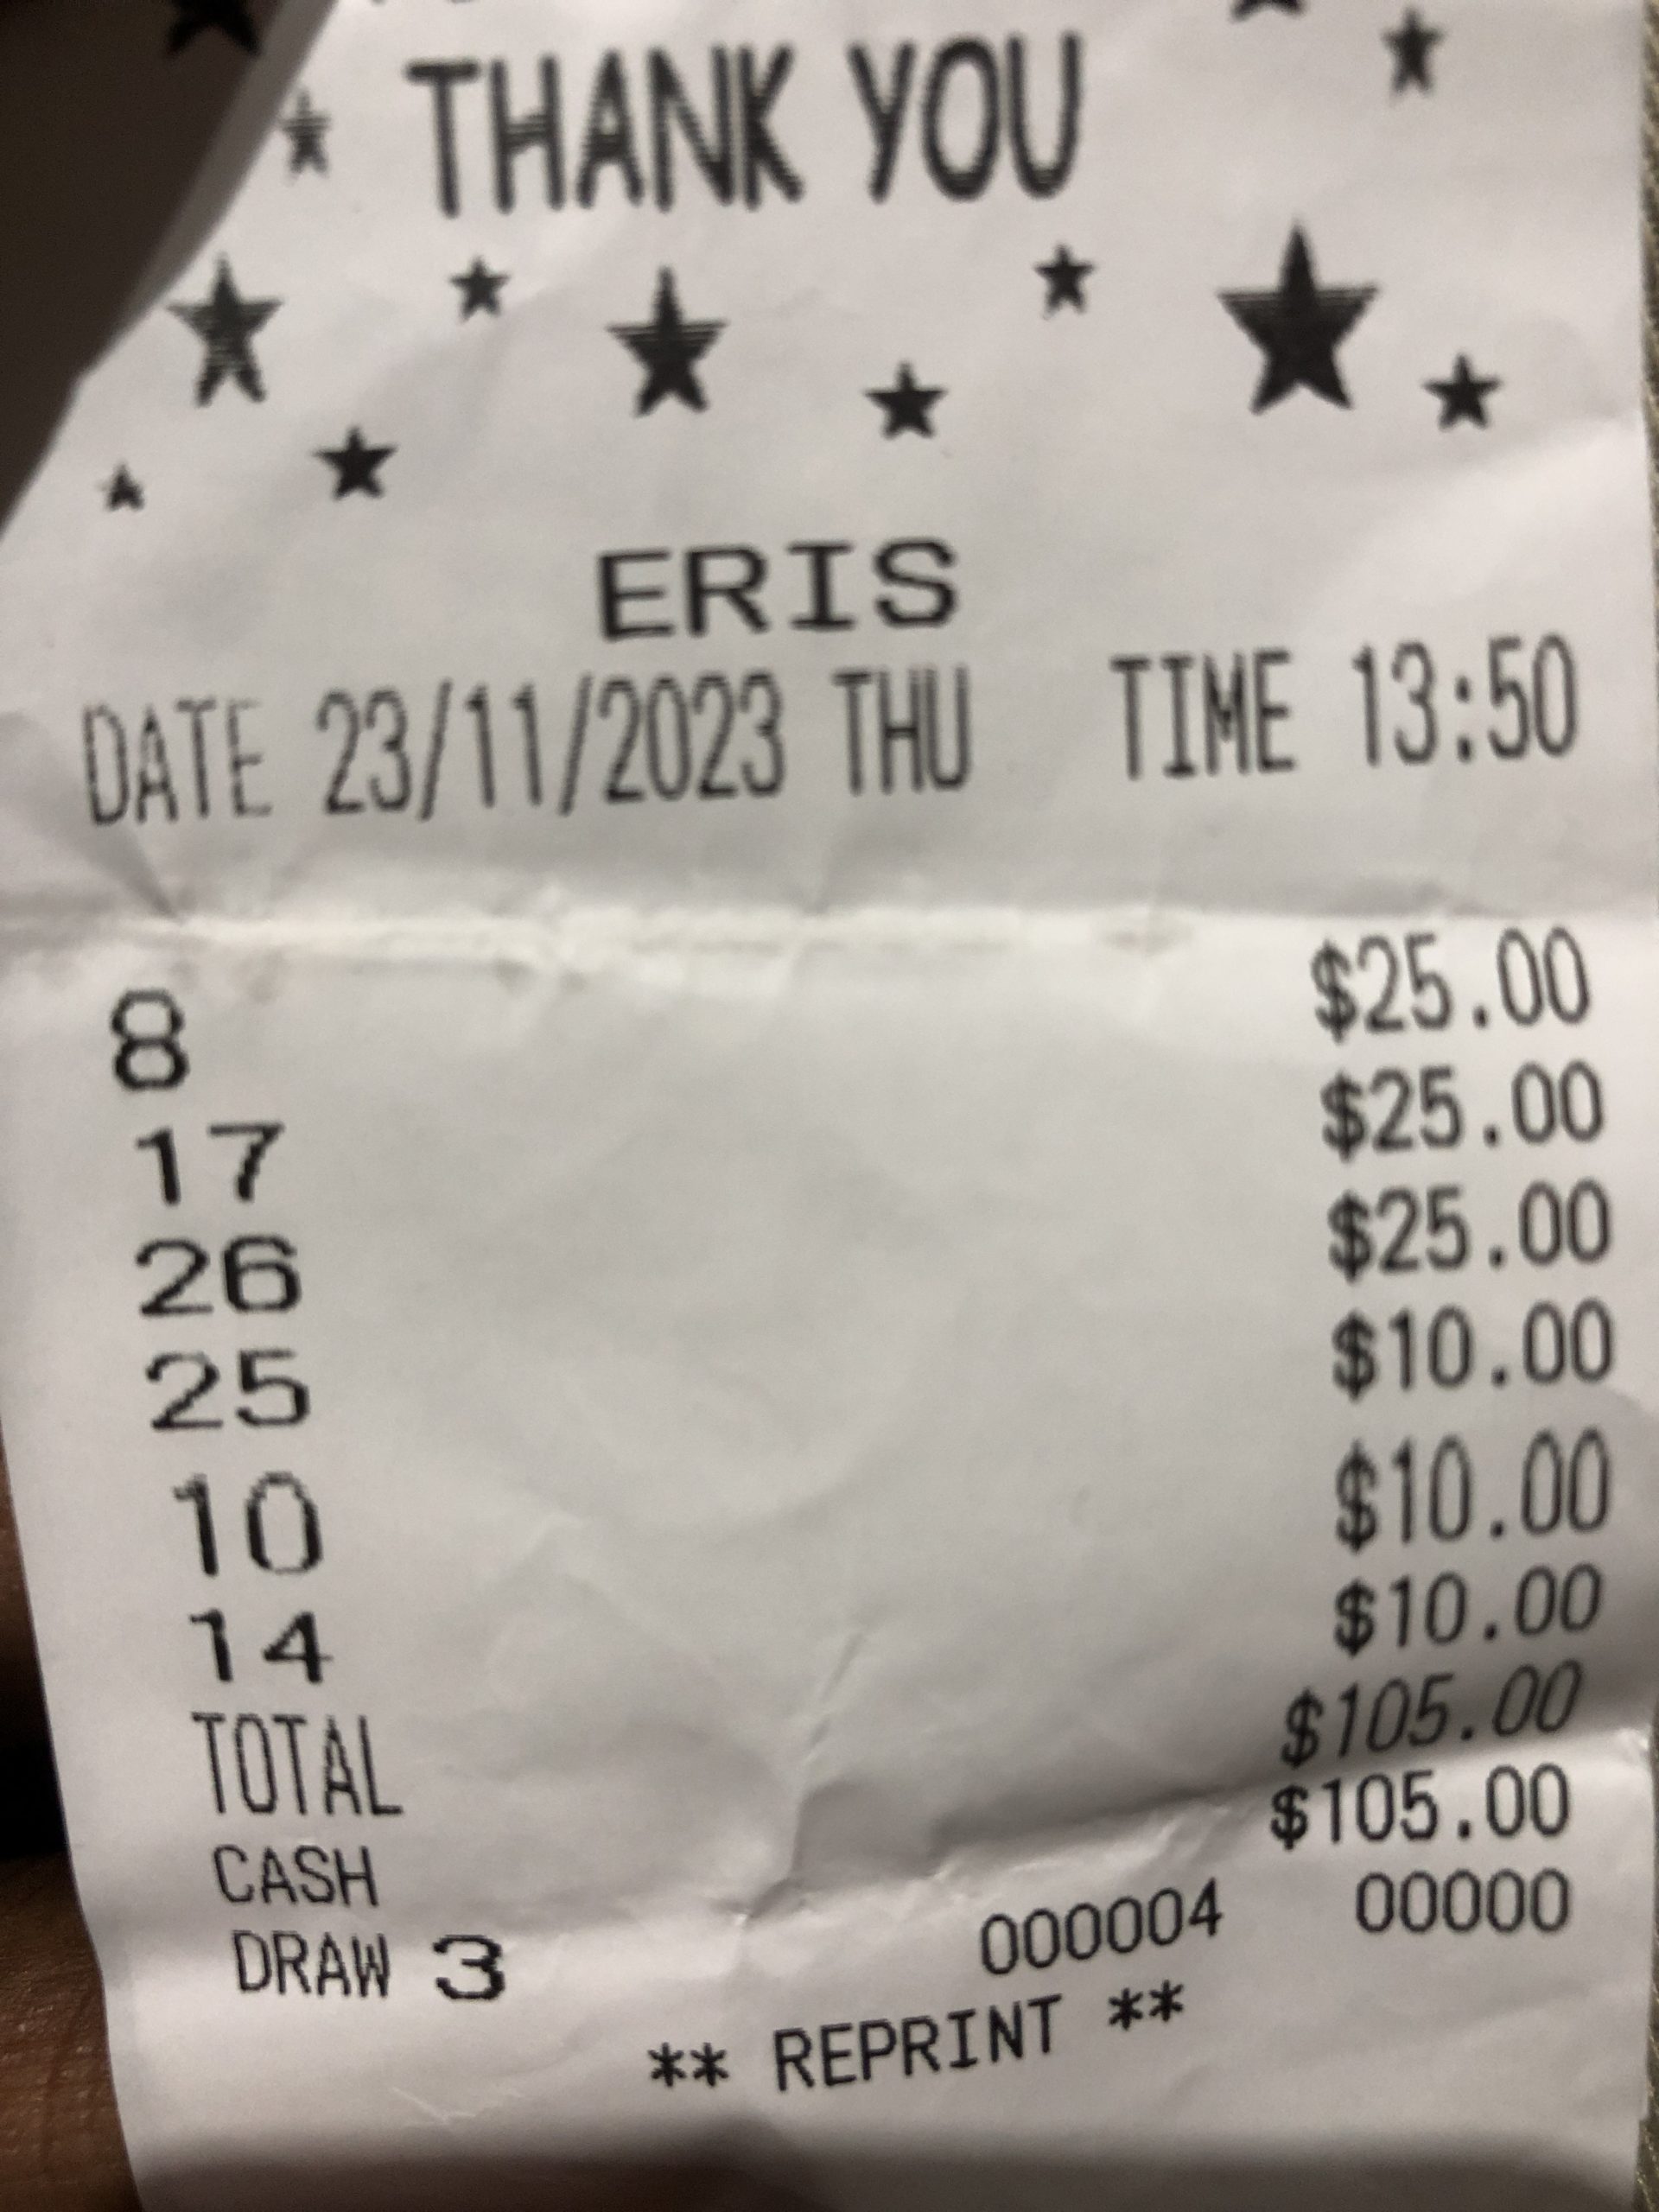 THANK YOU
ERIS
DATE 23/11/2023 THU TIME 13:50
8 $25.00
17 $25.00
26 $25.00
25 $10.00
10 $10.00
14 $10.00
TOTAL $105.00
CASH $105.00
DRAW 3 000004 00000
** REPRINT **